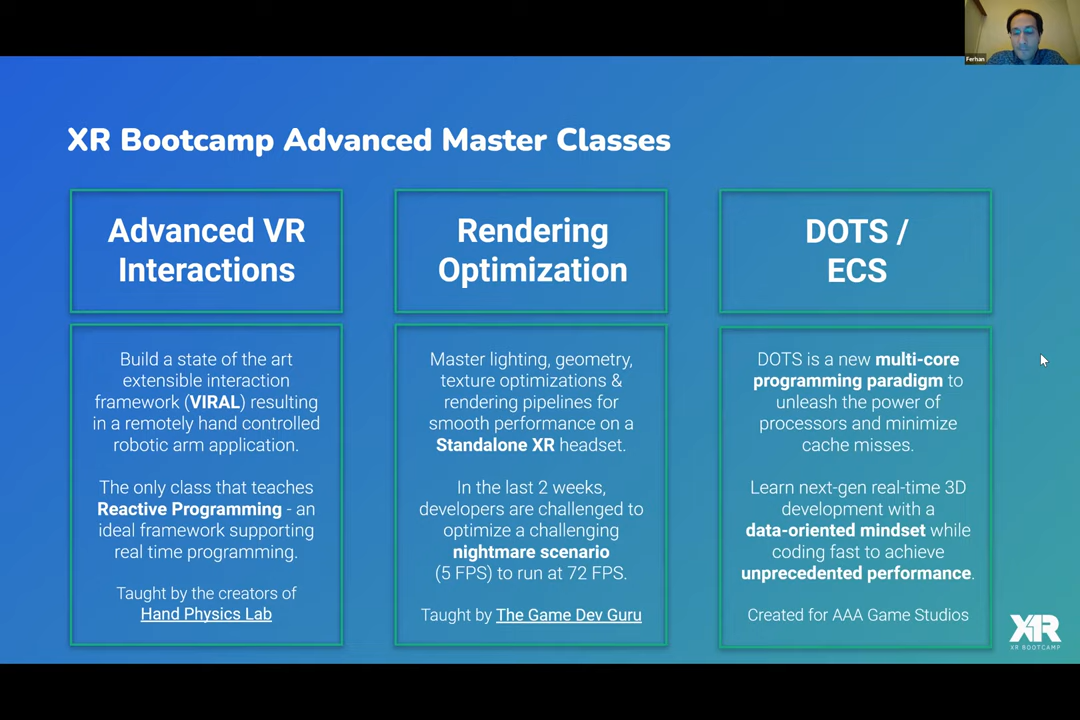 Ferhan
XR Bootcamp Advanced Master Classes
Advanced VR
Interactions
Build a state of the art
extensible interaction
framework (VIRAL) resulting
in a remotely hand controlled
robotic arm application.
The only class that teaches
Reactive Programming - an
ideal framework supporting
real time programming.
Taught by the creators of
Hand Physics Lab
Rendering
Optimization
Master lighting, geometry,
texture optimizations &
rendering pipelines for
smooth performance on a
Standalone XR headset.
In the last 2 weeks,
developers are challenged to
optimize a challenging
nightmare scenario
(5 FPS) to run at 72 FPS.
Taught by The Game Dev Guru
DOTS /
ECS
DOTS is a new multi-core
programming paradigm to
unleash the power of
processors and minimize
cache misses.
Learn next-gen real-time 3D
development with a
data-oriented mindset while
coding fast to achieve
unprecedented performance.
Created for AAA Game Studios
XR
XR BOOTCAMP